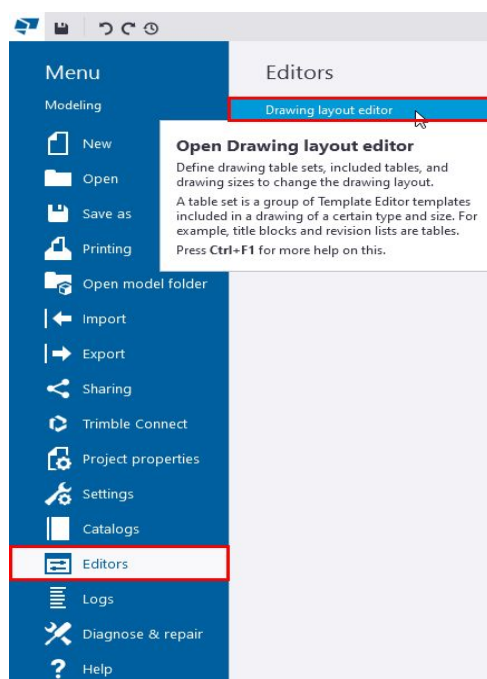 Menu
Modeling
New
Open
Save as
Printing
Open model folder
Import
Export
Sharing
Trimble Connect
Project properties
Settings
Catalogs
Editors
Logs
Diagnose & repair
Help
Editors
Drawing layout editor
Open Drawing layout editor
Define drawing table sets, included tables, and
drawing sizes to change the drawing layout.
A table set is a group of Template Editor templates
included in a drawing of a certain type and size. For
example, title blocks and revision lists are tables.
Press Ctrl+F1 for more help on this.